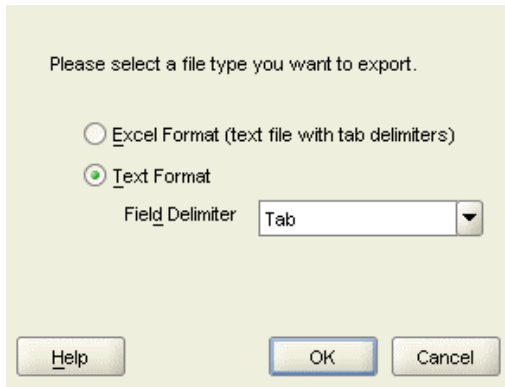 Please select a file type you want to export.
Excel Format (text file with tab delimiters)
Text Format
Field Delimiter Tab
Help OK Cancel